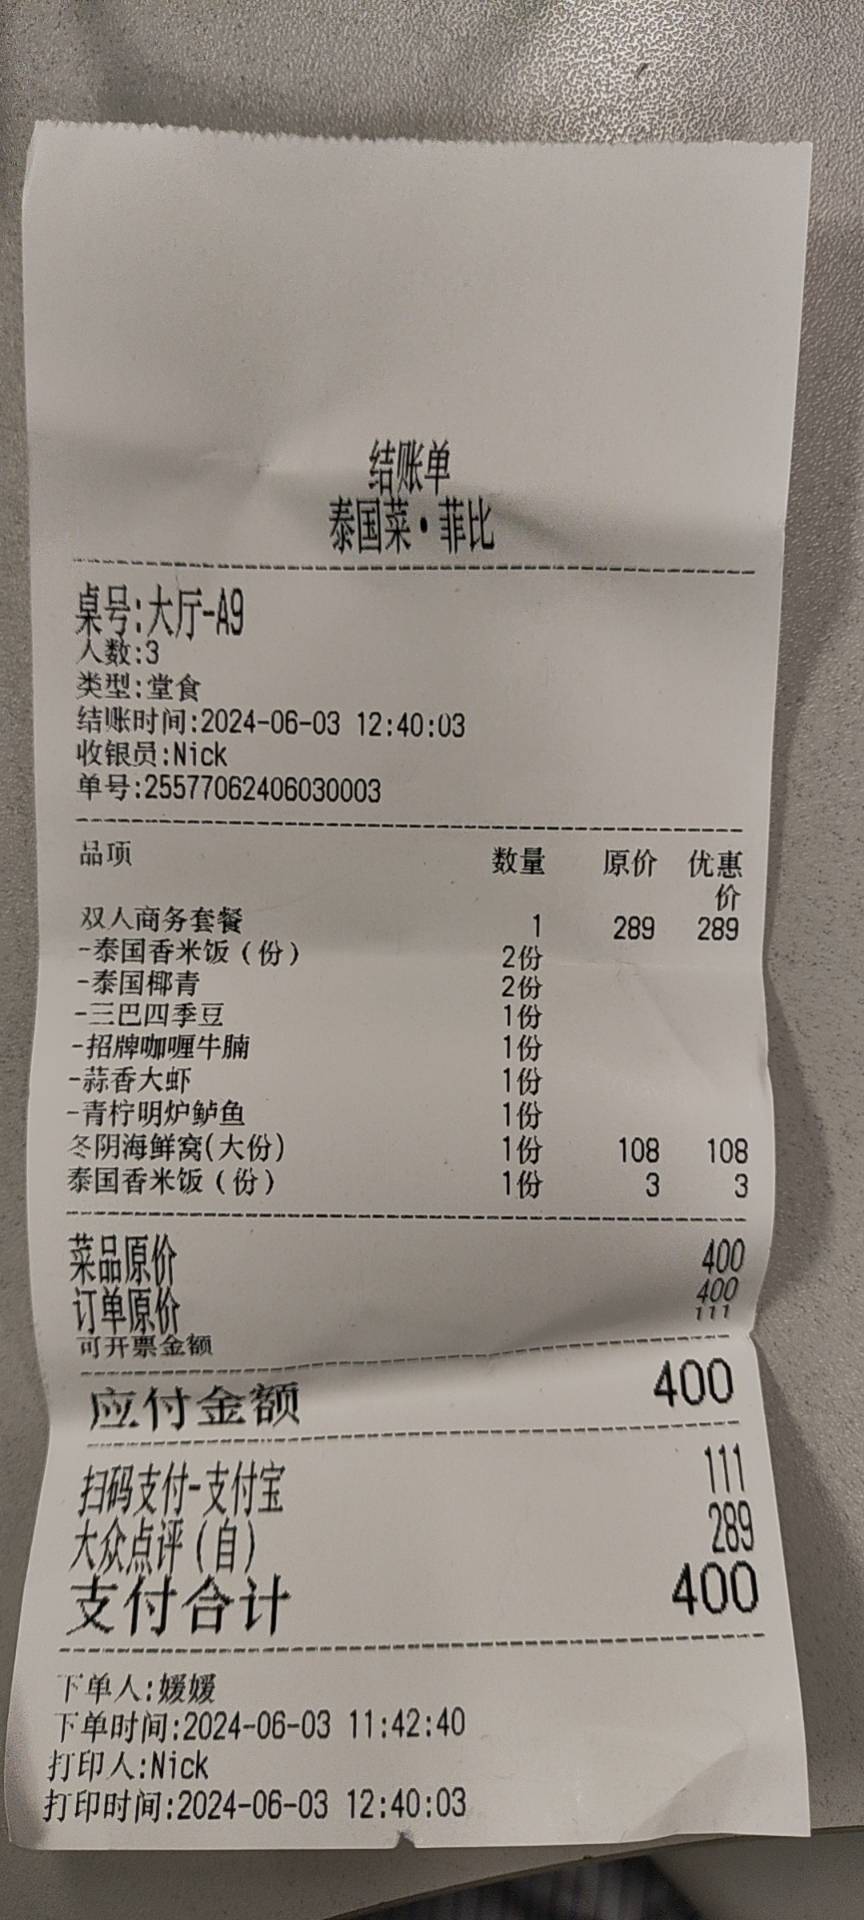 结账单
泰国菜·菲比
桌号:大厅-A9
人数:3
类型:堂食
结账时间:2024-06-03 12:40:03
收银员:Nick
单号:25577062406030003
品项 数量 原价 优惠价
双人商务套餐 1 289 289
-泰国香米饭(份) 2份
-泰国椰青 2份
-三巴四季豆 1份
-招牌咖喱牛腩 1份
-蒜香大虾 1份
-青柠明炉鲈鱼 1份
冬阴海鲜窝(大份) 1份 108 108
泰国香米饭(份) 1份 3 3
菜品原价 400
订单原价 400
可开票金额 111
应付金额 400
扫码支付-支付宝 111
大众点评(自) 289
支付合计 400
下单人:媛媛
下单时间:2024-06-03 11:42:40
打印人:Nick
打印时间:2024-06-03 12:40:03